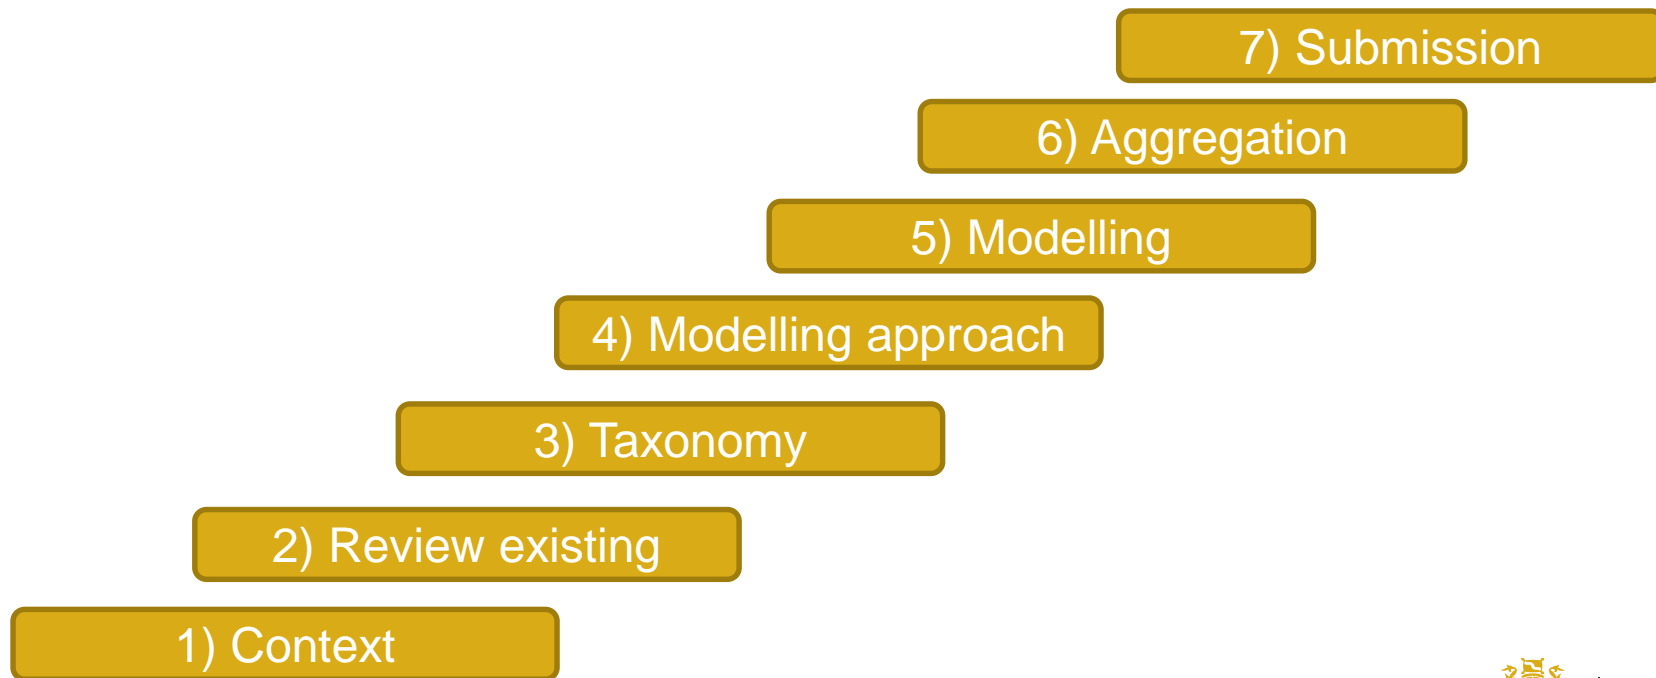 7) Submission
6) Aggregation
5) Modelling
4) Modelling approach
3) Taxonomy
2) Review existing
1) Context